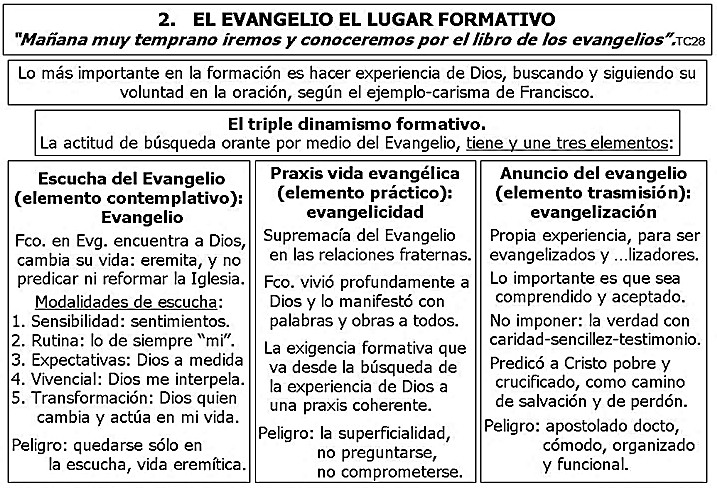 2. EL EVANGELIO EL LUGAR FORMATIVO
"Mañana muy temprano iremos y conoceremos por el libro de los evangelios".TC28
Lo más importante en la formación es hacer experiencia de Dios, buscando y siguiendo su
voluntad en la oración, según el ejemplo-carisma de Francisco.
El triple dinamismo formativo.
La actitud de búsqueda orante por medio del Evangelio, tiene y une tres elementos:
Escucha del Evangelio
(elemento contemplativo):
Evangelio
Fco. en Evg. encuentra a Dios,
cambia su vida: eremita, y no
predicar ni reformar la Iglesia.
Modalidades de escucha:
1. Sensibilidad: sentimientos.
2. Rutina: lo de siempre "mi".
3. Expectativas: Dios a medida
4. Vivencial: Dios me interpela.
5. Transformación: Dios quien
cambia y actúa en mi vida.
Peligro: quedarse sólo en
la escucha, vida eremítica.
Praxis vida evangélica
(elemento práctico):
evangelicidad
Supremacía del Evangelio
en las relaciones fraternas.
Fco. vivió profundamente a
Dios y lo manifestó con
palabras y obras a todos.
La exigencia formativa que
va desde la búsqueda de
la experiencia de Dios a
una praxis coherente.
Peligro: la superficialidad,
no preguntarse,
no comprometerse.
Anuncio del evangelio
(elemento trasmisión):
evangelización
Propia experiencia, para ser
evangelizados y ...lizadores.
Lo importante es que sea
comprendido y aceptado.
No imponer: la verdad con
caridad-sencillez-testimonio.
Predicó a Cristo pobre y
crucificado, como camino
de salvación y de perdón.
Peligro: apostolado docto,
cómodo, organizado
y funcional.